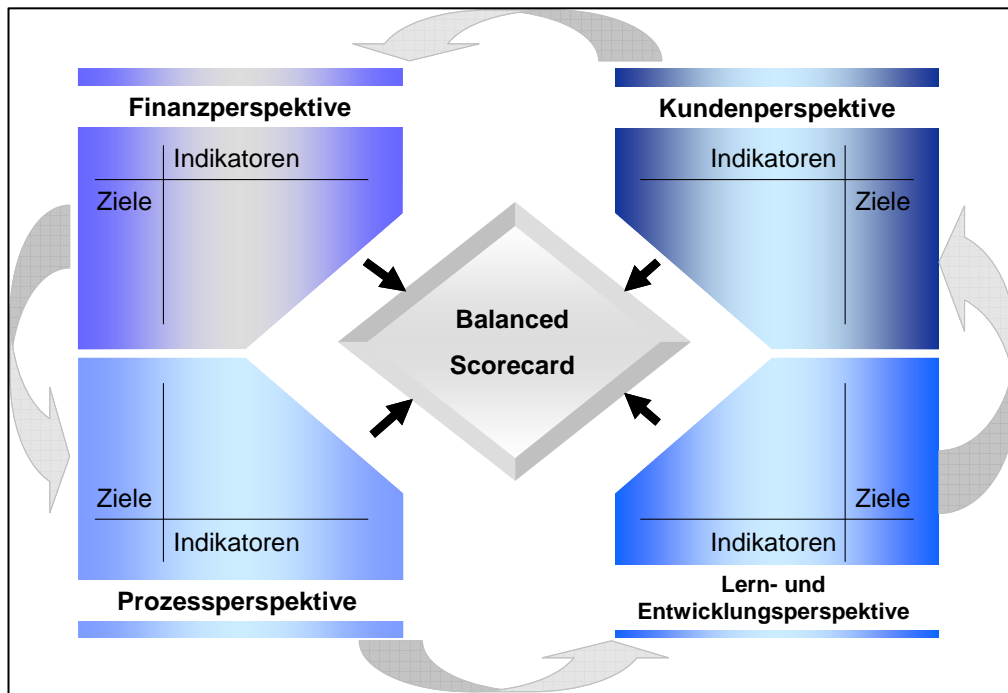 Finanzperspektive
Indikatoren
Ziele
Kundenperspektive
Indikatoren
Ziele
Balanced
Scorecard
Ziele
Indikatoren
Prozessperspektive
Ziele
Indikatoren
Lern- und
Entwicklungsperspektive